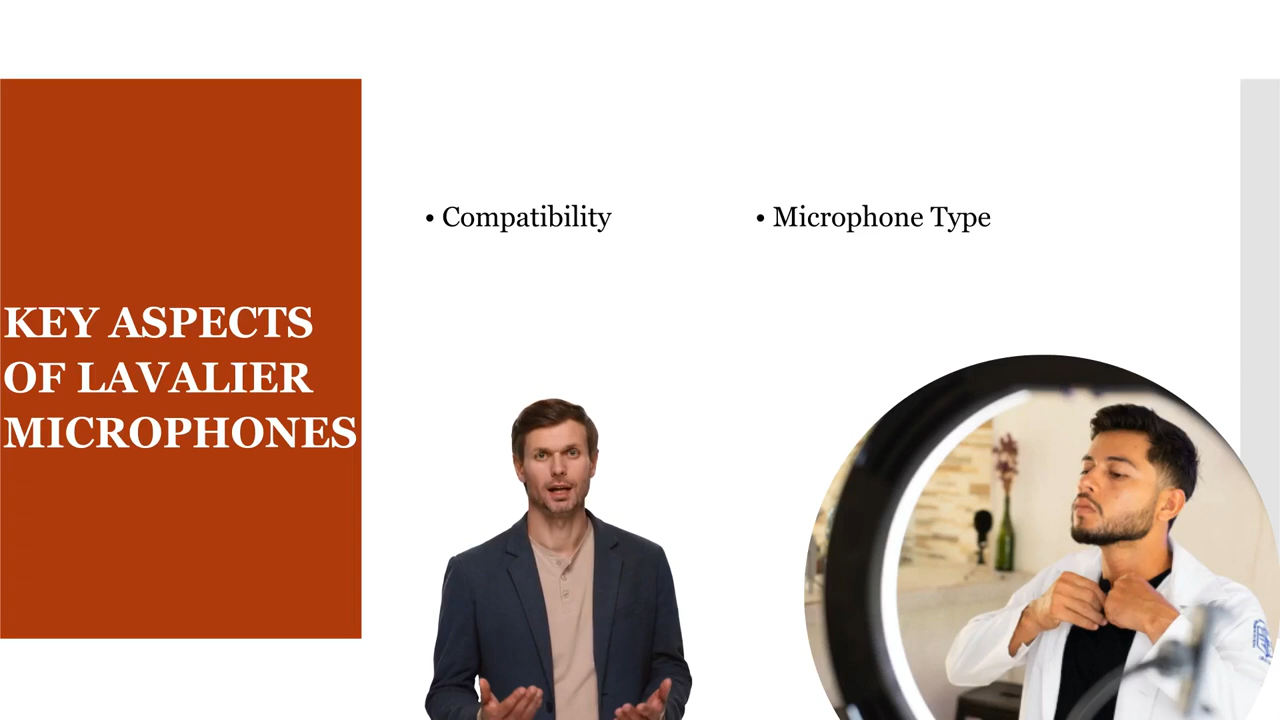 KEY ASPECTS
OF LAVALIER
MICROPHONES
• Compatibility
• Microphone Type